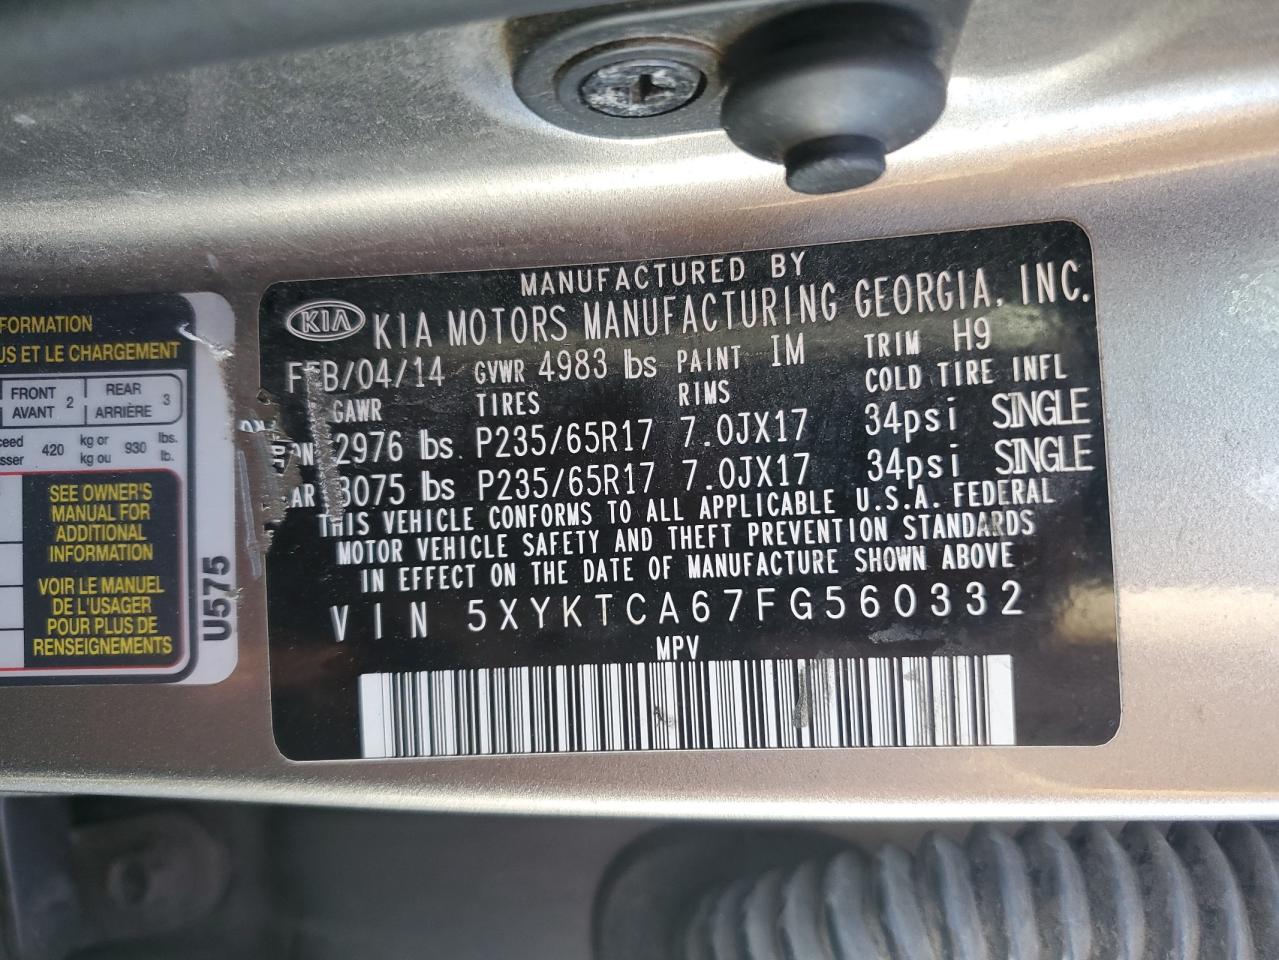 FORMATION
US ET LE CHARGEMENT
FRONT
AVANT 2
REAR
ARRIÈRE 3
420 kg or
kg ou 930 lbs.
lb.
SEE OWNER'S
MANUAL FOR
ADDITIONAL
INFORMATION
VOIR LE MANUEL
DE L'USAGER
POUR PLUS DE
RENSEIGNEMENTS
U575
MANUFACTURED BY
KIA KIA MOTORS MANUFACTURING GEORGIA, INC.
FEB/04/14 GVWR 4983 lbs PAINT IM TRIM H9
GAWR TIRES RIMS COLD TIRE INFL
2976 lbs P235/65R17 7.0JX17 34psi SINGLE
3075 lbs P235/65R17 7.0JX17 34psi SINGLE
THIS VEHICLE CONFORMS TO ALL APPLICABLE U.S.A. FEDERAL
MOTOR VEHICLE SAFETY AND THEFT PREVENTION STANDARDS
IN EFFECT ON THE DATE OF MANUFACTURE SHOWN ABOVE
VIN 5XYKTCA67FG560332
MPV